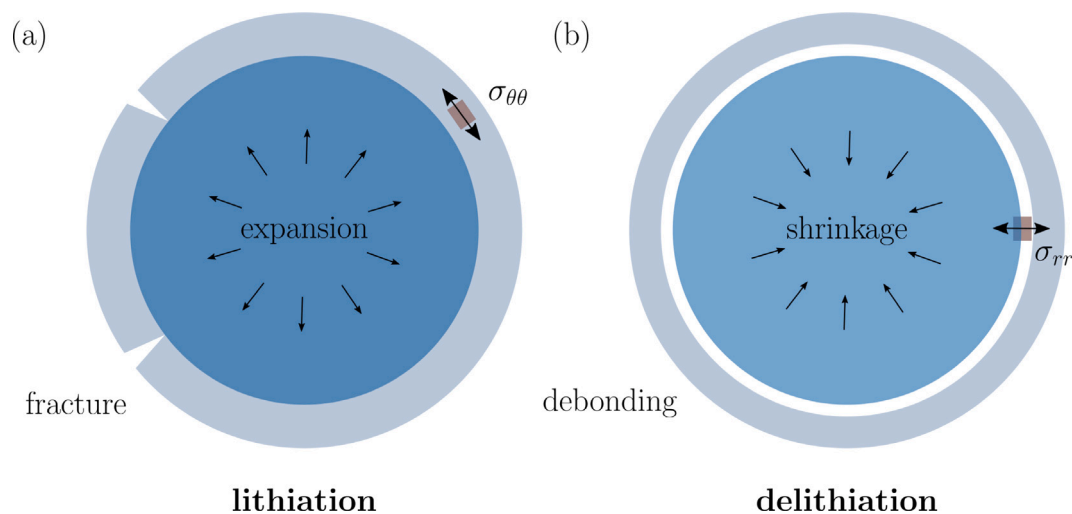 (a)
σθθ
expansion
fracture
lithiation
(b)
shrinkage
σrr
debonding
delithiation